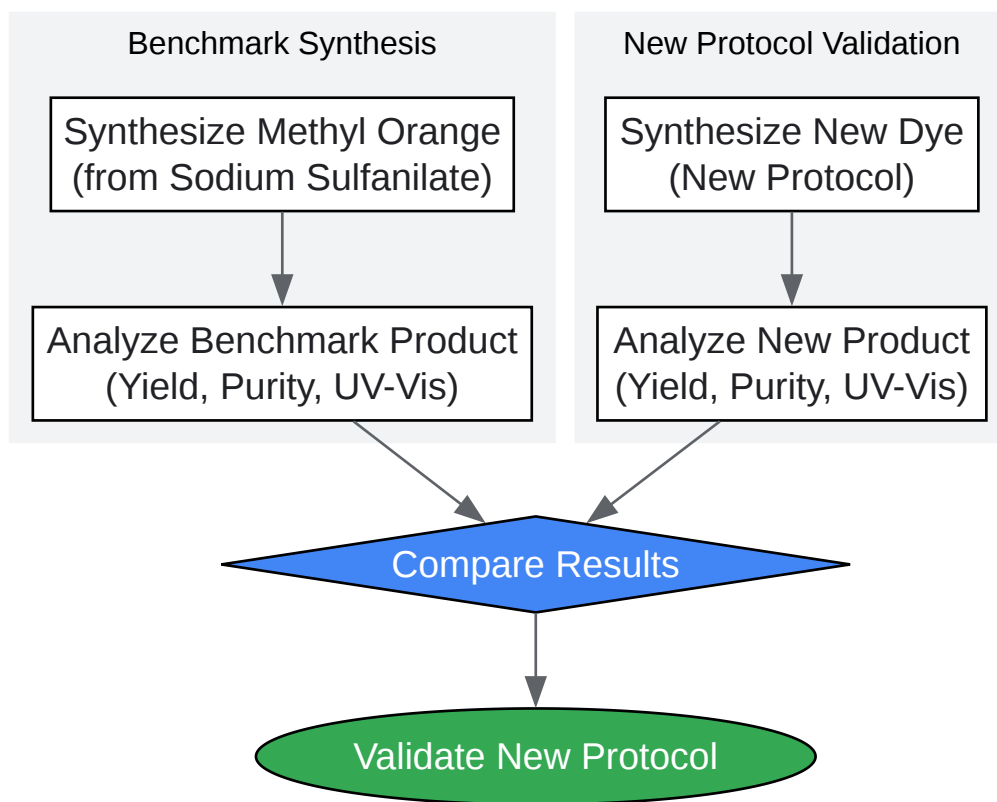 Benchmark Synthesis
Synthesize Methyl Orange
(from Sodium Sulfanilate)
Analyze Benchmark Product
(Yield, Purity, UV-Vis)
New Protocol Validation
Synthesize New Dye
(New Protocol)
Analyze New Product
(Yield, Purity, UV-Vis)
Compare Results
Validate New Protocol